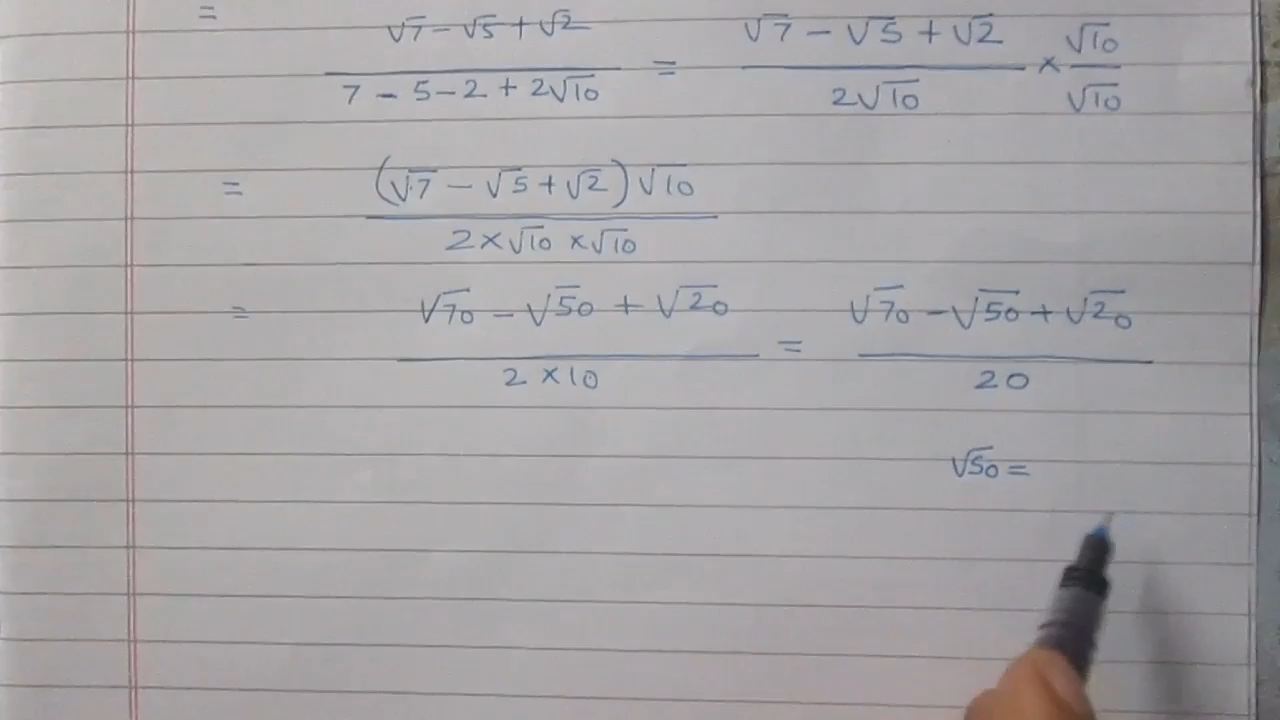 = (√7 - √5 + √2)/(7 - 5 - 2 + 2√10) = (√7 - √5 + √2)/(2√10) × √10/√10
= ((√7 - √5 + √2)√10)/(2 × √10 × √10)
= (√70 - √50 + √20)/(2 × 10) = (√70 - √50 + √20)/20
√50 =